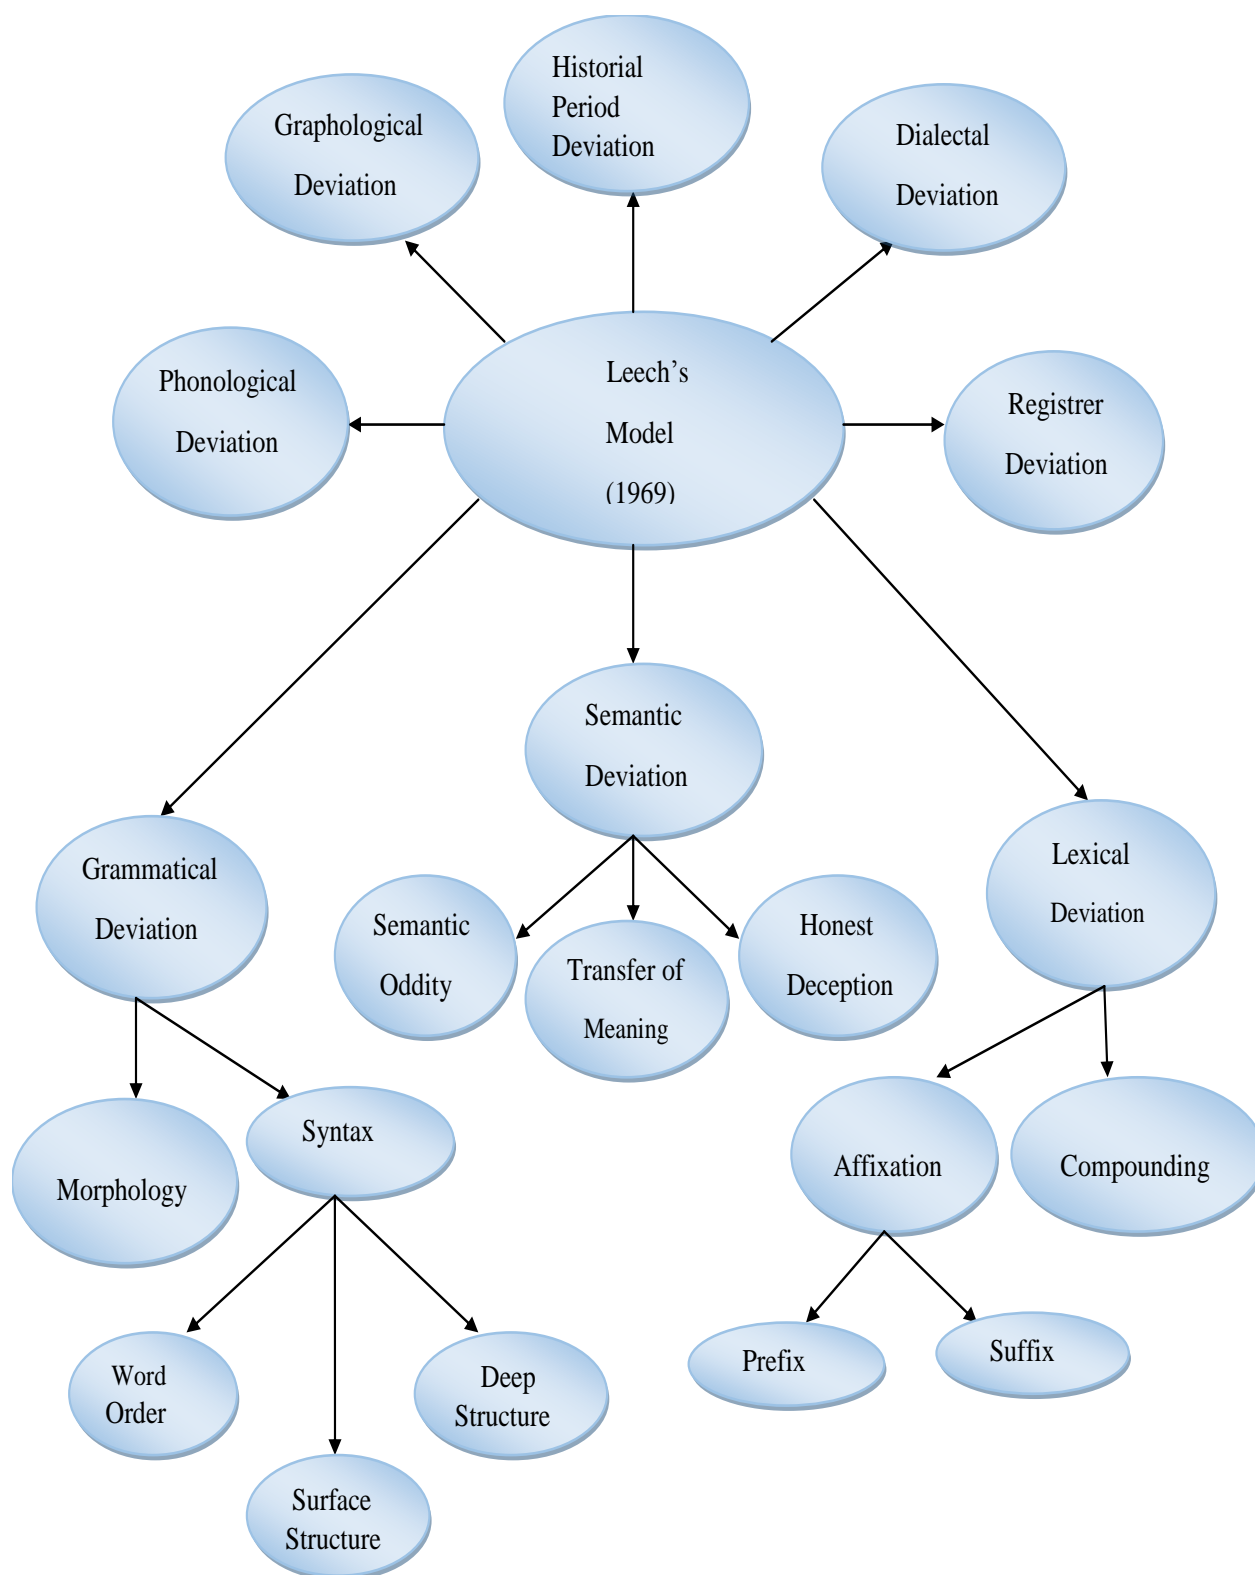 Historial
Period
Deviation
Graphological
Deviation
Dialectal
Deviation
Phonological
Deviation
Leech’s
Model
(1969)
Registrer
Deviation
Semantic
Deviation
Grammatical
Deviation
Lexical
Deviation
Semantic
Oddity
Transfer of
Meaning
Honest
Deception
Morphology
Syntax
Affixation
Compounding
Word
Order
Deep
Structure
Prefix
Suffix
Surface
Structure